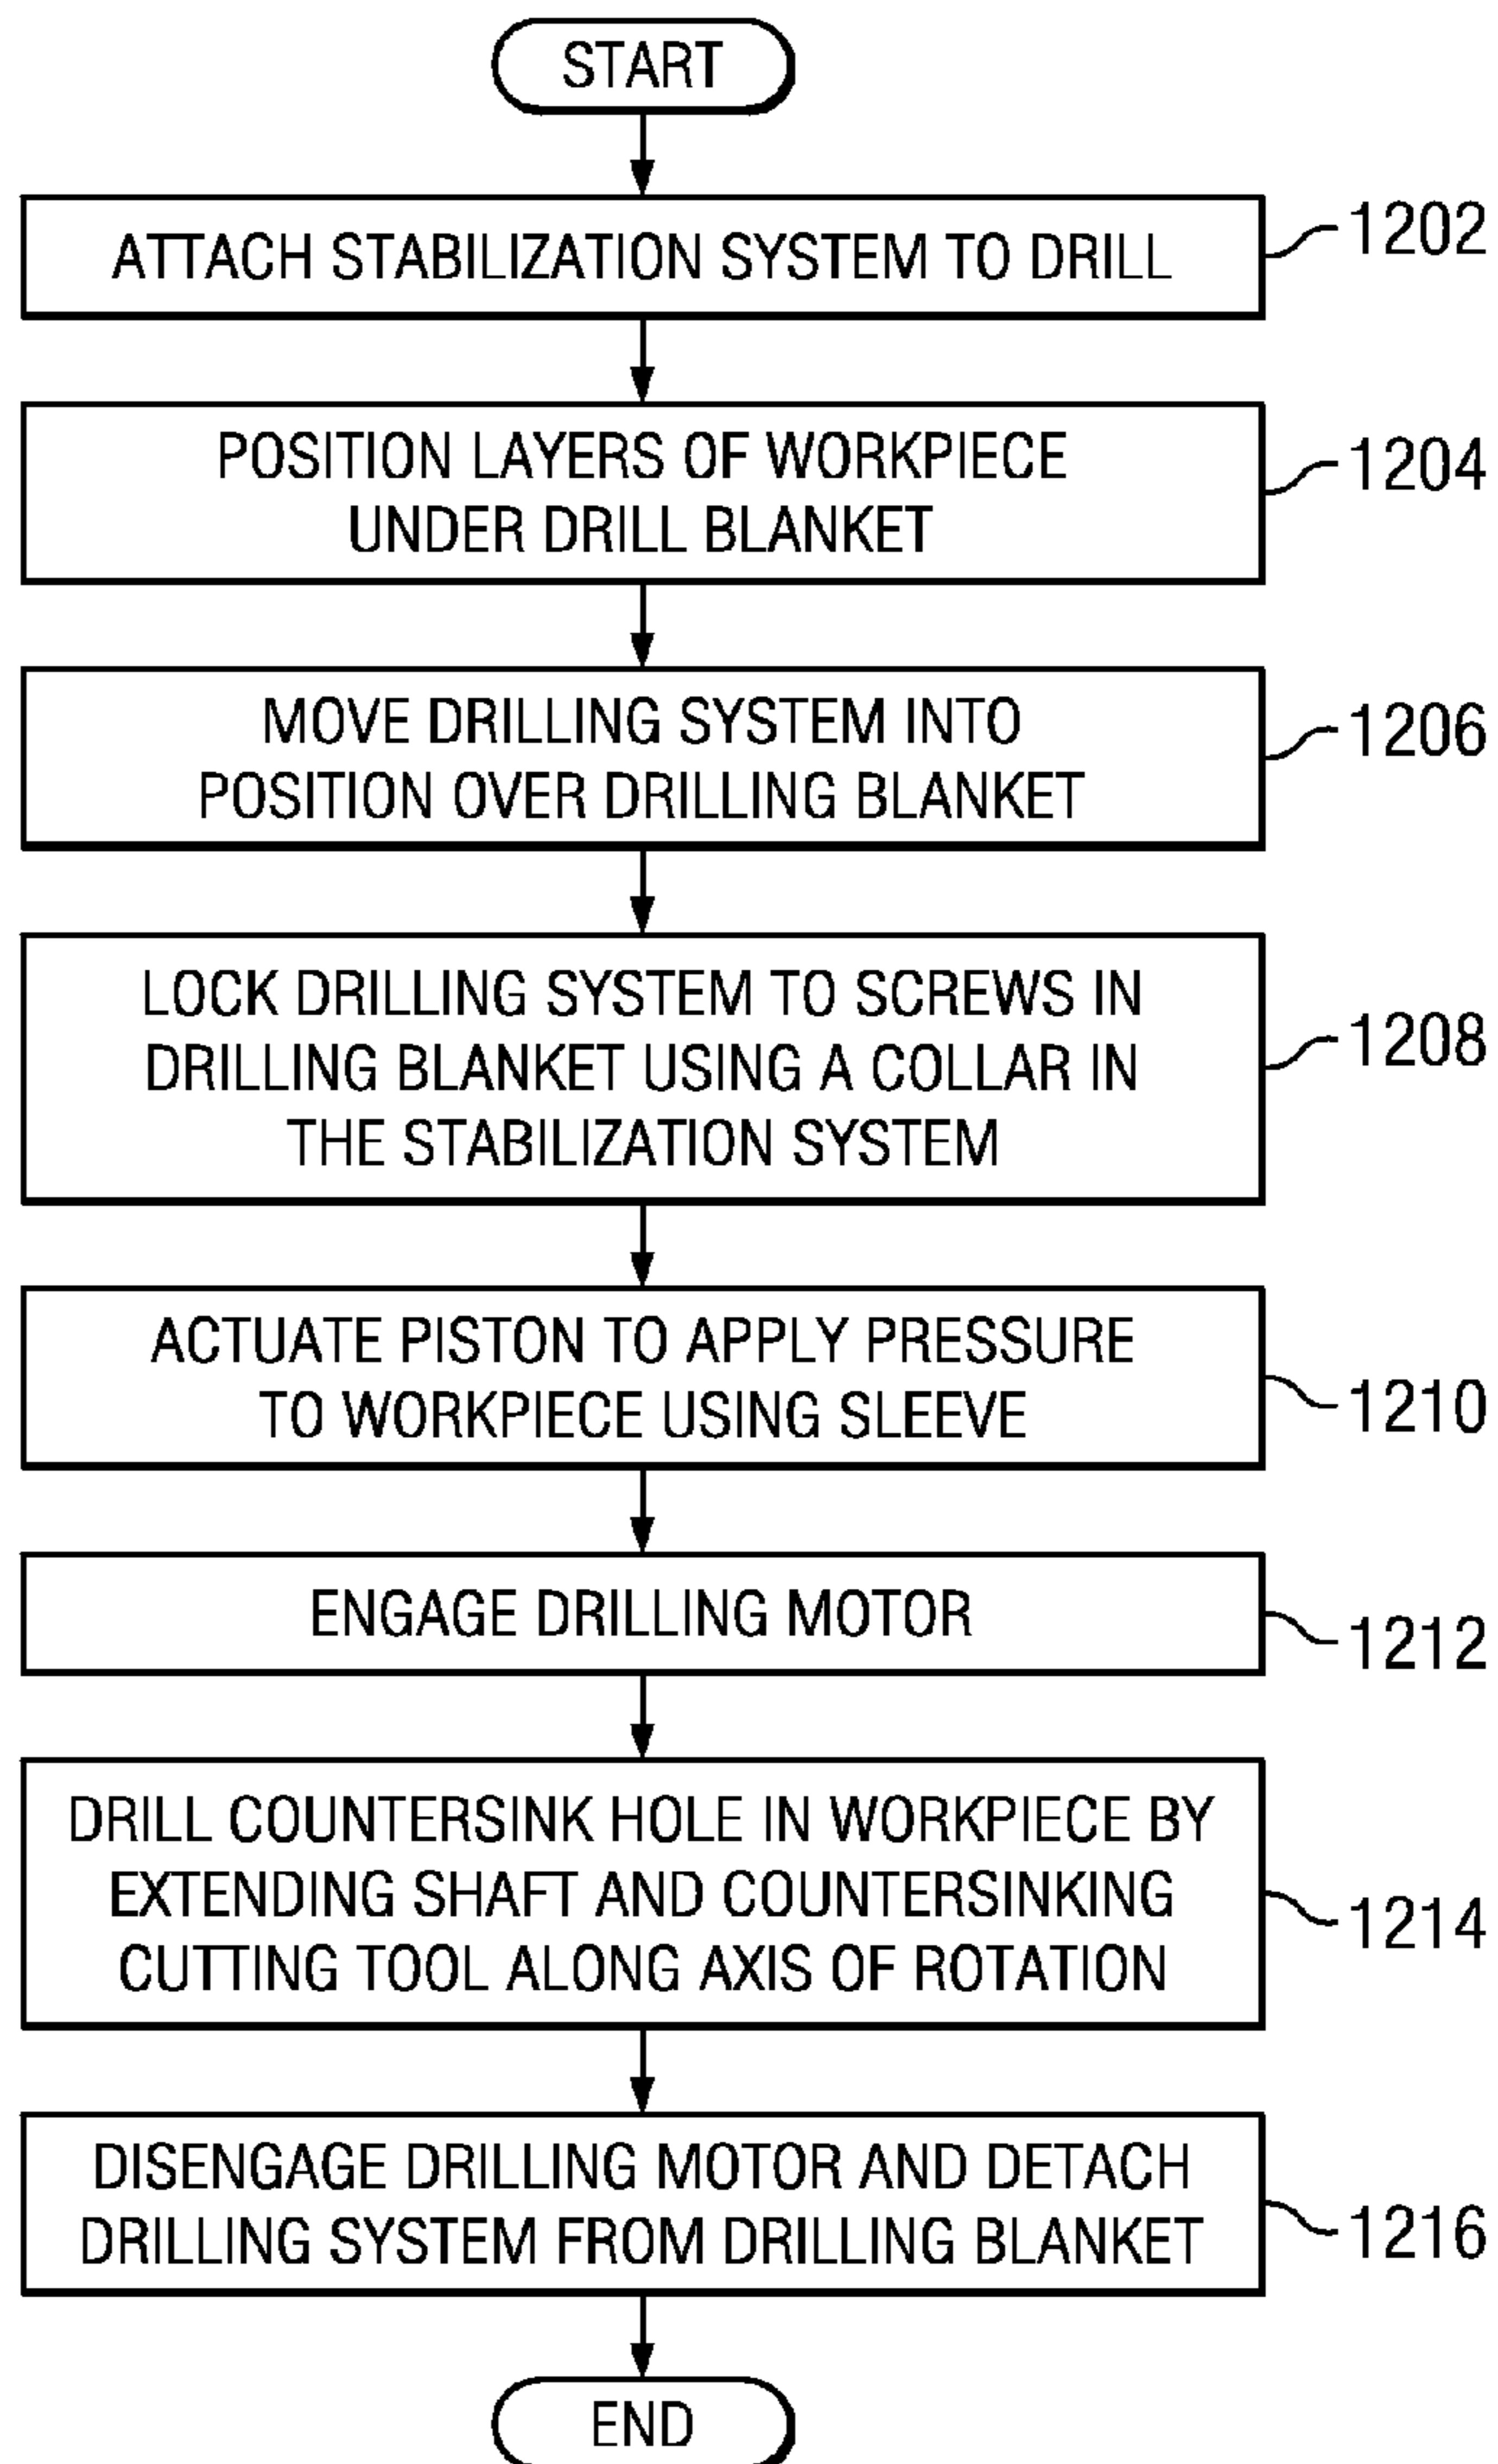 START
ATTACH STABILIZATION SYSTEM TO DRILL
1202
POSITION LAYERS OF WORKPIECE
UNDER DRILL BLANKET
1204
MOVE DRILLING SYSTEM INTO
POSITION OVER DRILLING BLANKET
1206
LOCK DRILLING SYSTEM TO SCREWS IN
DRILLING BLANKET USING A COLLAR IN
THE STABILIZATION SYSTEM
1208
ACTUATE PISTON TO APPLY PRESSURE
TO WORKPIECE USING SLEEVE
1210
ENGAGE DRILLING MOTOR
1212
DRILL COUNTERSINK HOLE IN WORKPIECE BY
EXTENDING SHAFT AND COUNTERSINKING
CUTTING TOOL ALONG AXIS OF ROTATION
1214
DISENGAGE DRILLING MOTOR AND DETACH
DRILLING SYSTEM FROM DRILLING BLANKET
1216
END